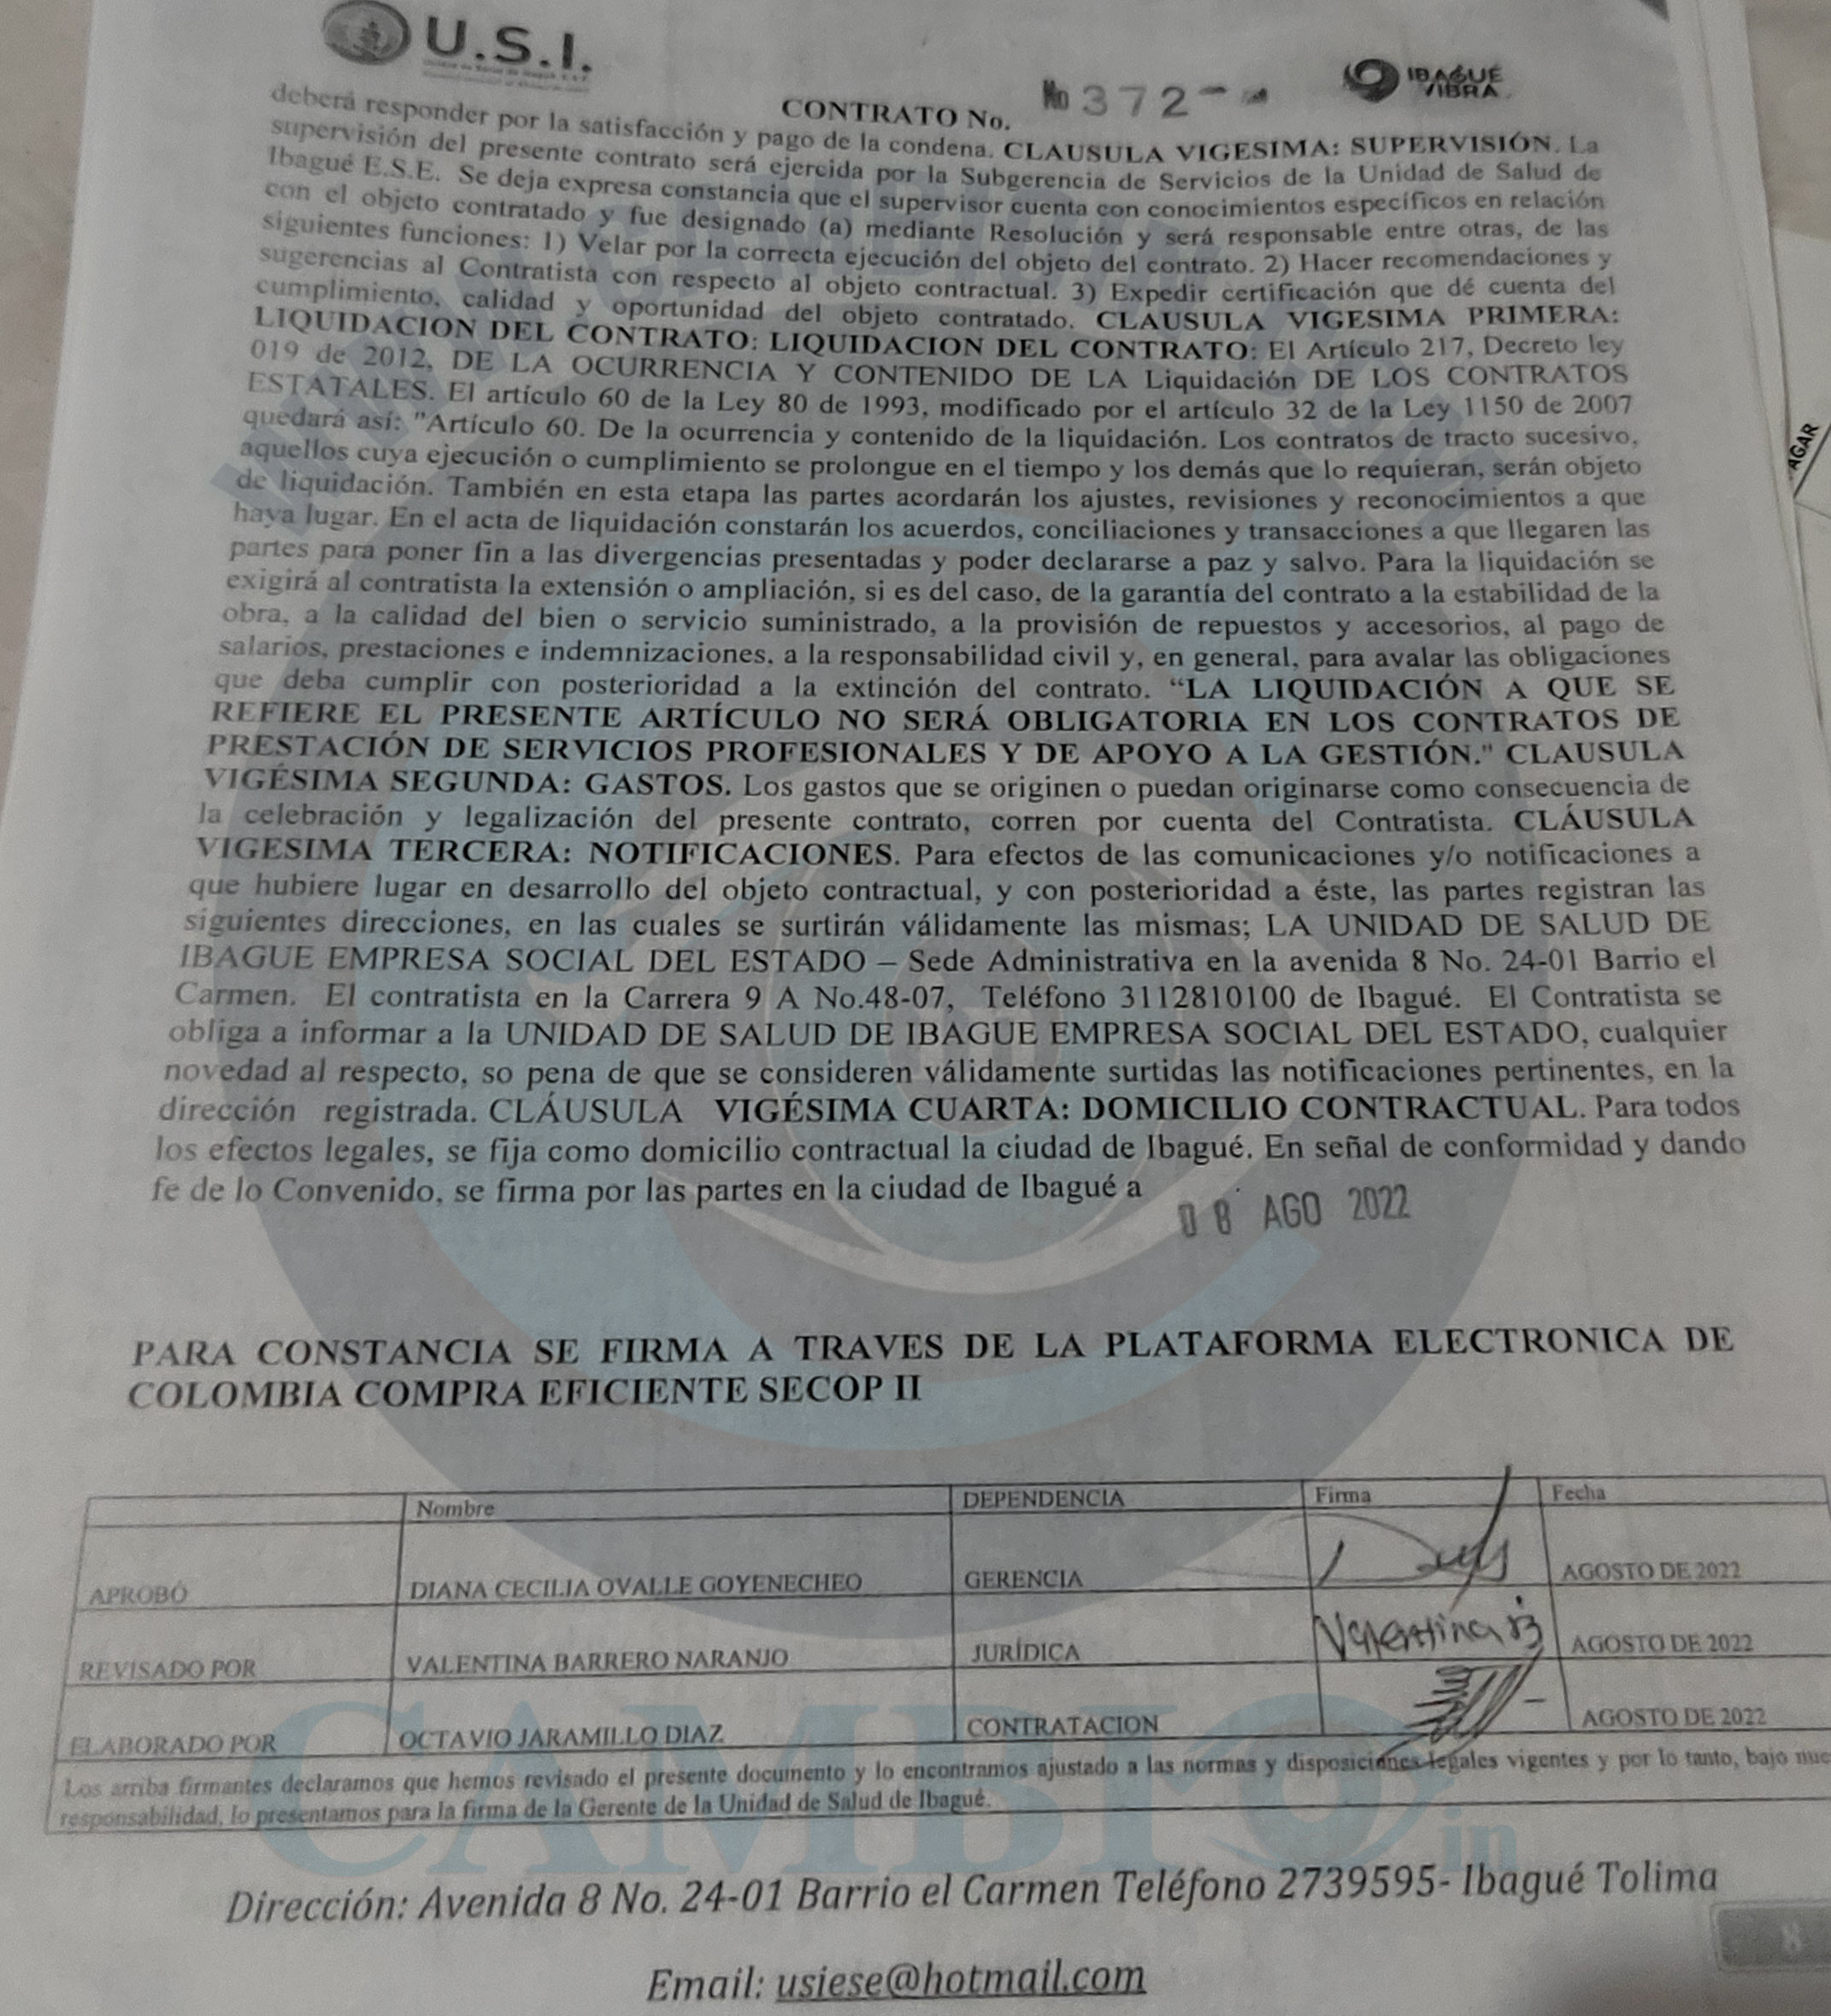 U.S.I.
IBAGUÉ
VIBRA
CONTRATO No. No 372
deberá responder por la satisfacción y pago de la condena. CLAUSULA VIGESIMA: SUPERVISIÓN. La
supervisión del presente contrato será ejercida por la Subgerencia de Servicios de la Unidad de Salud de
Ibagué E.S.E. Se deja expresa constancia que el supervisor cuenta con conocimientos específicos en relación
con el objeto contratado y fue designado (a) mediante Resolución y será responsable entre otras, de las
siguientes funciones: 1) Velar por la correcta ejecución del objeto del contrato. 2) Hacer recomendaciones y
sugerencias al Contratista con respecto al objeto contractual. 3) Expedir certificación que dé cuenta del
cumplimiento, calidad y oportunidad del objeto contratado. CLAUSULA VIGESIMA PRIMERA:
LIQUIDACION DEL CONTRATO: LIQUIDACION DEL CONTRATO: El Artículo 217, Decreto ley
019 de 2012, DE LA OCURRENCIA Y CONTENIDO DE LA Liquidación DE LOS CONTRATOS
ESTATALES. El artículo 60 de la Ley 80 de 1993, modificado por el artículo 32 de la Ley 1150 de 2007
quedará así: "Artículo 60. De la ocurrencia y contenido de la liquidación. Los contratos de tracto sucesivo,
aquellos cuya ejecución o cumplimiento se prolongue en el tiempo y los demás que lo requieran, serán objeto
de liquidación. También en esta etapa las partes acordarán los ajustes, revisiones y reconocimientos a que
haya lugar. En el acta de liquidación constarán los acuerdos, conciliaciones y transacciones a que llegaren las
partes para poner fin a las divergencias presentadas y poder declararse a paz y salvo. Para la liquidación se
exigirá al contratista la extensión o ampliación, si es del caso, de la garantía del contrato a la estabilidad de la
obra, a la calidad del bien o servicio suministrado, a la provisión de repuestos y accesorios, al pago de
salarios, prestaciones e indemnizaciones, a la responsabilidad civil y, en general, para avalar las obligaciones
que deba cumplir con posterioridad a la extinción del contrato. “LA LIQUIDACIÓN A QUE SE
REFIERE EL PRESENTE ARTÍCULO NO SERÁ OBLIGATORIA EN LOS CONTRATOS DE
PRESTACIÓN DE SERVICIOS PROFESIONALES Y DE APOYO A LA GESTIÓN." CLAUSULA
VIGÉSIMA SEGUNDA: GASTOS. Los gastos que se originen o puedan originarse como consecuencia de
la celebración y legalización del presente contrato, corren por cuenta del Contratista. CLÁUSULA
VIGESIMA TERCERA: NOTIFICACIONES. Para efectos de las comunicaciones y/o notificaciones a
que hubiere lugar en desarrollo del objeto contractual, y con posterioridad a éste, las partes registran las
siguientes direcciones, en las cuales se surtirán válidamente las mismas; LA UNIDAD DE SALUD DE
IBAGUE EMPRESA SOCIAL DEL ESTADO – Sede Administrativa en la avenida 8 No. 24-01 Barrio el
Carmen. El contratista en la Carrera 9 A No.48-07, Teléfono 3112810100 de Ibagué. El Contratista se
obliga a informar a la UNIDAD DE SALUD DE IBAGUE EMPRESA SOCIAL DEL ESTADO, cualquier
novedad al respecto, so pena de que se consideren válidamente surtidas las notificaciones pertinentes, en la
dirección registrada. CLÁUSULA VIGÉSIMA CUARTA: DOMICILIO CONTRACTUAL. Para todos
los efectos legales, se fija como domicilio contractual la ciudad de Ibagué. En señal de conformidad y dando
fe de lo Convenido, se firma por las partes en la ciudad de Ibagué a
08 AGO 2022
PARA CONSTANCIA SE FIRMA A TRAVES DE LA PLATAFORMA ELECTRONICA DE
COLOMBIA COMPRA EFICIENTE SECOP II
Nombre DEPENDENCIA Firma Fecha
APROBÓ DIANA CECILIA OVALLE GOYENECHEO GERENCIA AGOSTO DE 2022
REVISADO POR VALENTINA BARRERO NARANJO JURÍDICA Valentina B AGOSTO DE 2022
ELABORADO POR OCTAVIO JARAMILLO DIAZ CONTRATACION AGOSTO DE 2022
Los arriba firmantes declaramos que hemos revisado el presente documento y lo encontramos ajustado a las normas y disposiciones legales vigentes y por lo tanto, bajo nue
responsabilidad, lo presentamos para la firma de la Gerente de la Unidad de Salud de Ibagué.
CAMBIO in
Dirección: Avenida 8 No. 24-01 Barrio el Carmen Teléfono 2739595- Ibagué Tolima
Email: usiese@hotmail.com
8
AGAR